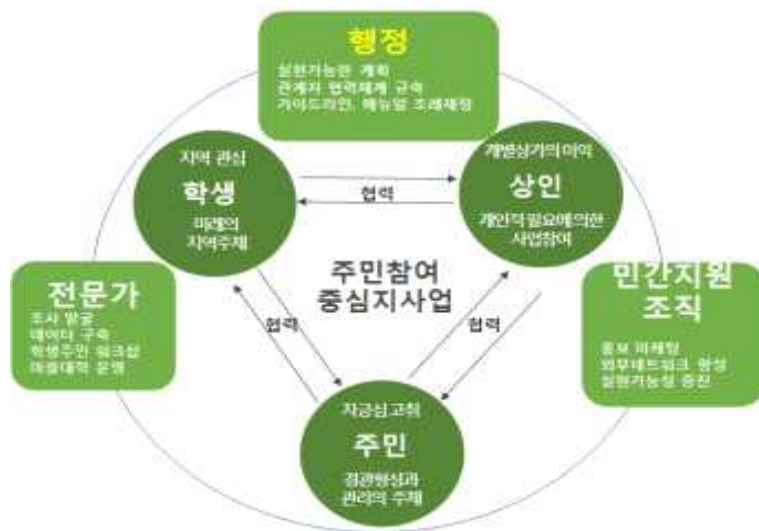 행정
실현가능한 계획
관계자 협력체계 구축
가이드라인, 매뉴얼 조례제정
지역 관심
학생
미래의
지역주체
개별상가의 이익
상인
개인적 필요에 의한
사업참여
협력
주민참여
중심지사업
전문가
조사 발굴
데이터 구축
학생주민 워크샵
마을대학 운영
민간지원
조직
홍보 마케팅
외부네트워크 형성
실현가능성 증진
협력
협력
자긍심 고취
주민
경관형성과
관리의 주체